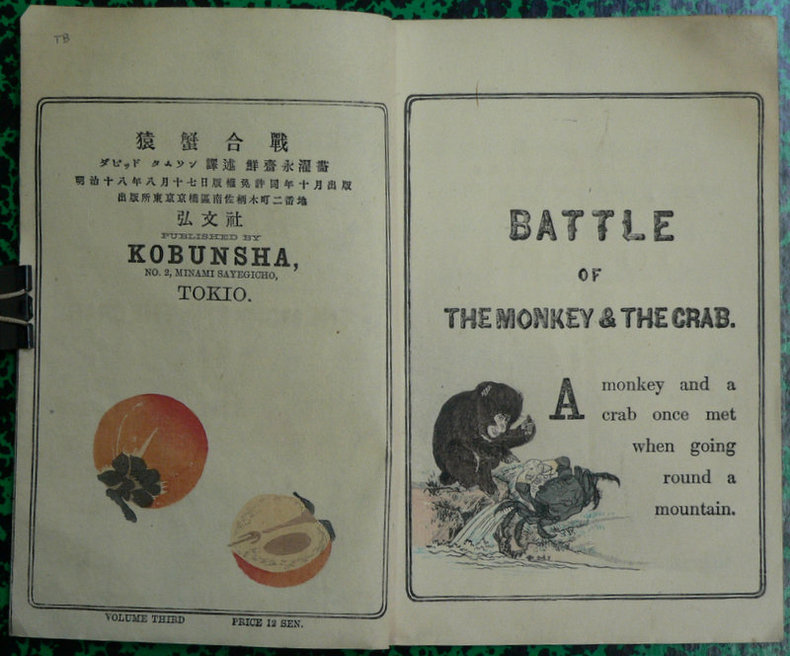 TB
猿蟹合戰
ダビッド タムソン 譯述 鮮齋永濯畵
明治十八年八月十七日版權免許同年十月出版
出版所東京京橋區南佐柄木町二番地
弘文社
PUBLISHED BY
KOBUNSHA,
NO. 2, MINAMI SAYEGICHO,
TOKIO.
VOLUME THIRD PRICE 12 SEN.
BATTLE
OF
THE MONKEY & THE CRAB.
A monkey and a
crab once met
when going
round a
mountain.